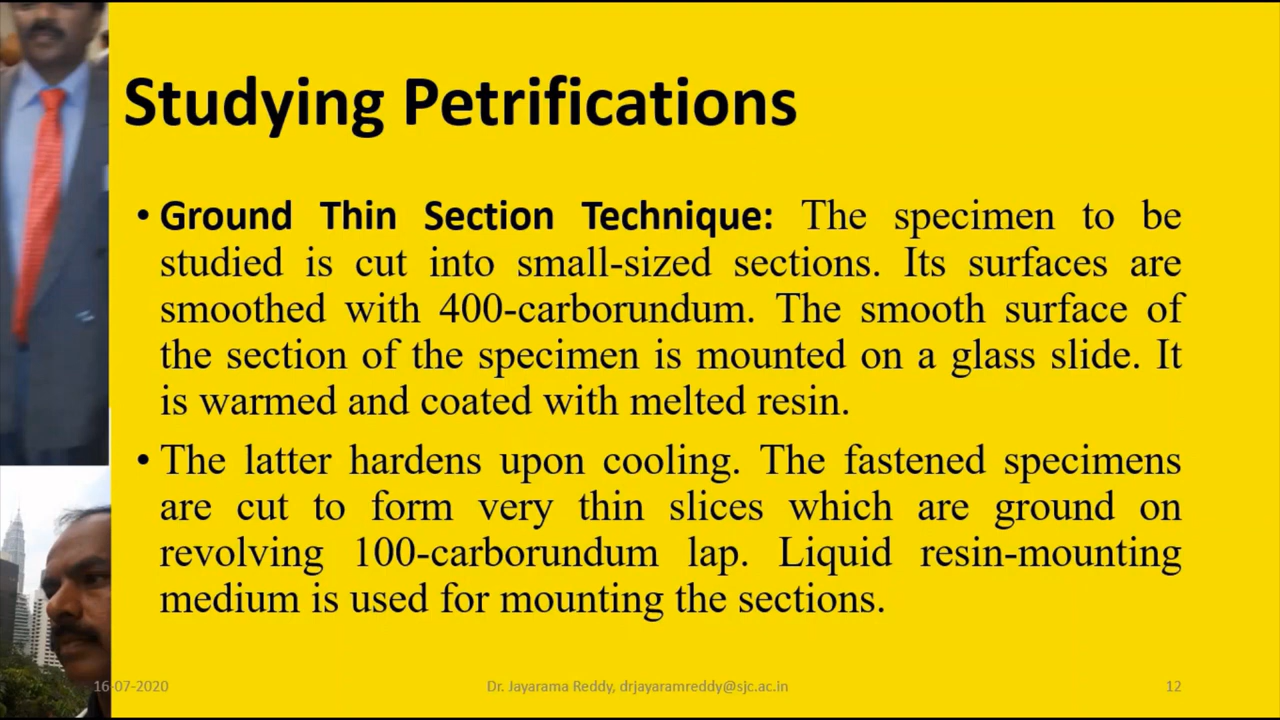 Studying Petrifications
• Ground Thin Section Technique: The specimen to be
studied is cut into small-sized sections. Its surfaces are
smoothed with 400-carborundum. The smooth surface of
the section of the specimen is mounted on a glass slide. It
is warmed and coated with melted resin.
• The latter hardens upon cooling. The fastened specimens
are cut to form very thin slices which are ground on
revolving 100-carborundum lap. Liquid resin-mounting
medium is used for mounting the sections.
16-07-2020
Dr. Jayarama Reddy, drjayaramreddy@sjc.ac.in
12